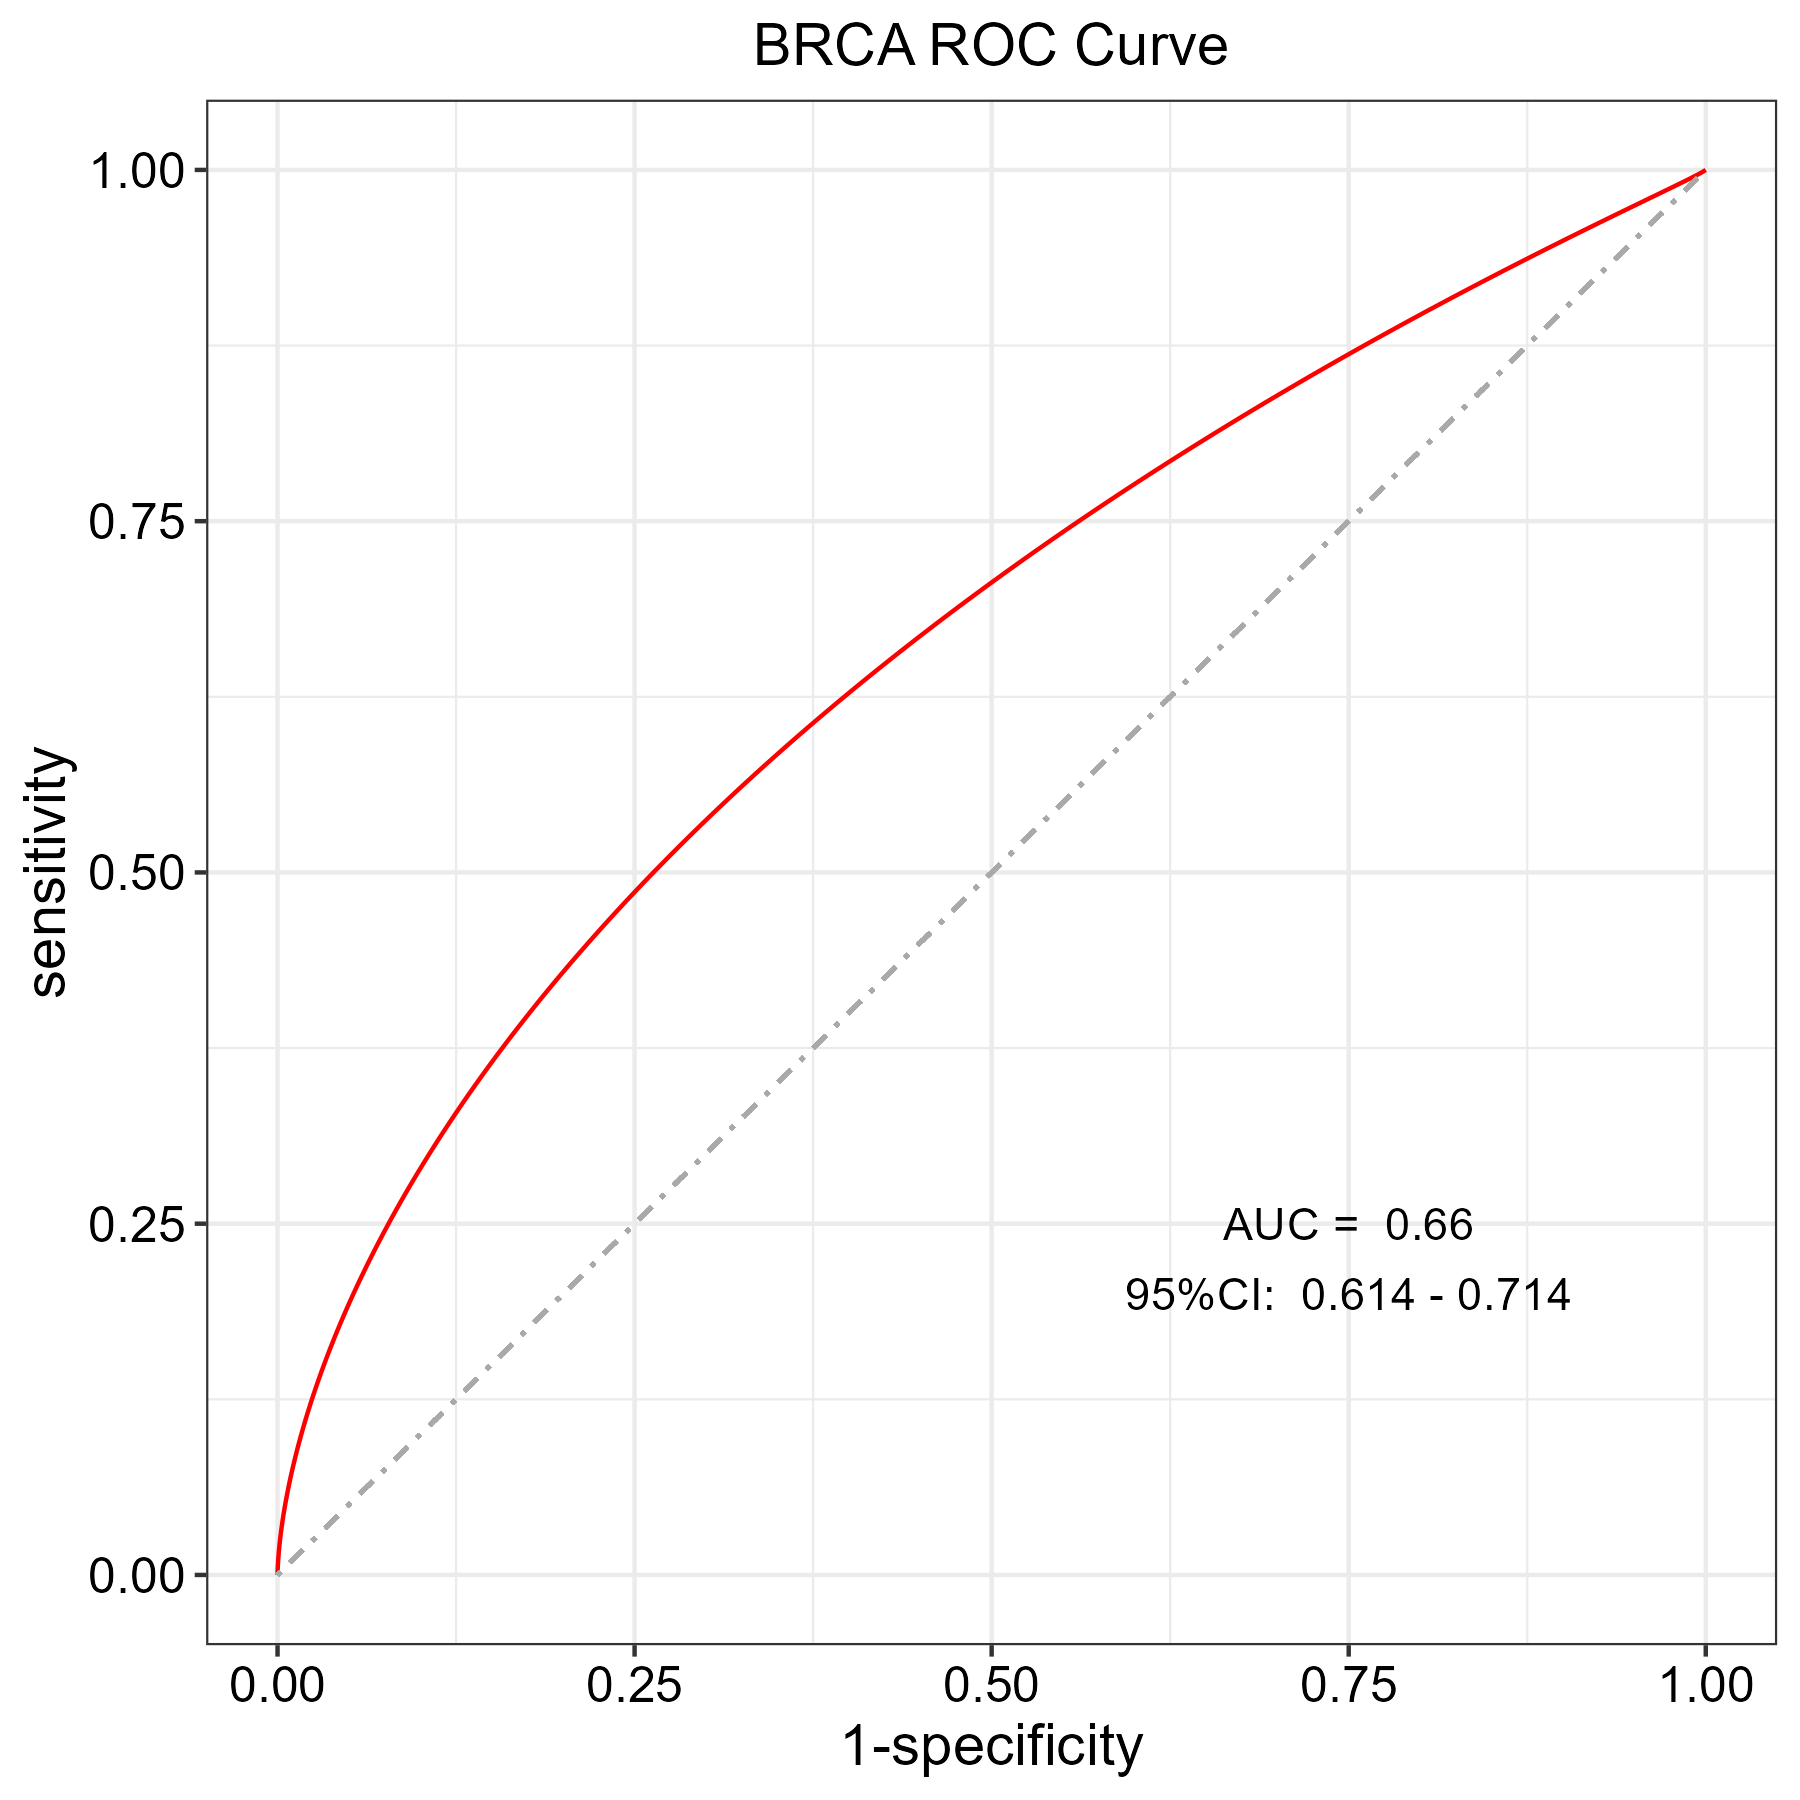 BRCA ROC Curve
1.00
0.75
0.50
0.25
0.00
sensitivity
AUC =  0.66
95%CI:  0.614 - 0.714
0.00 0.25 0.50 0.75 1.00
1-specificity